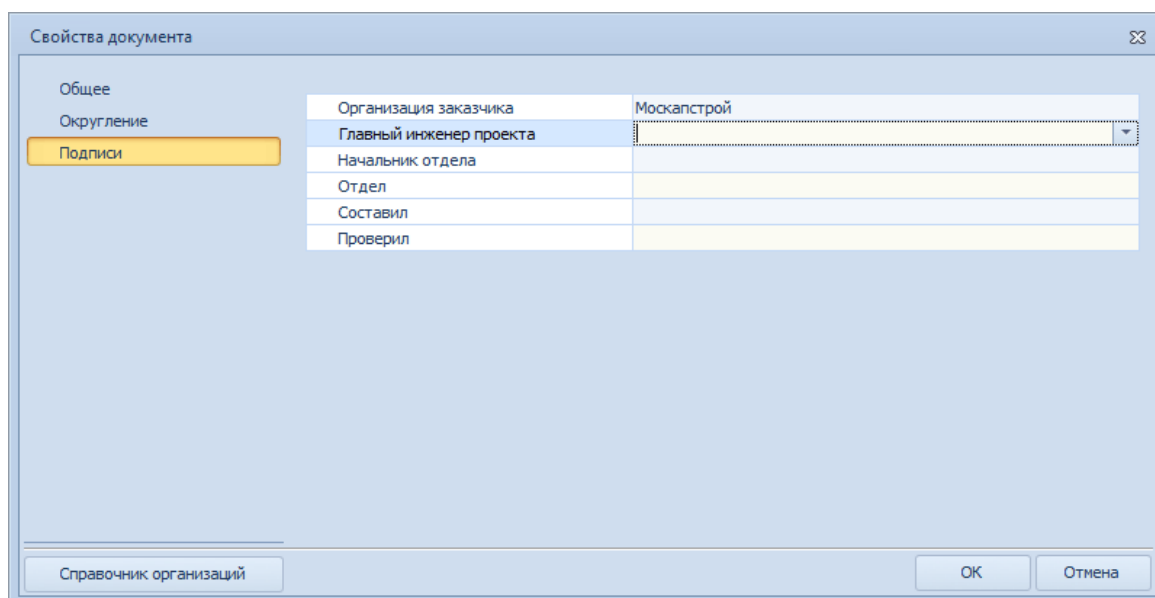 Свойства документа
Общее
Округление
Подписи
Организация заказчика Москапстрой
Главный инженер проекта
Начальник отдела
Отдел
Составил
Проверил
Справочник организаций
OK Отмена